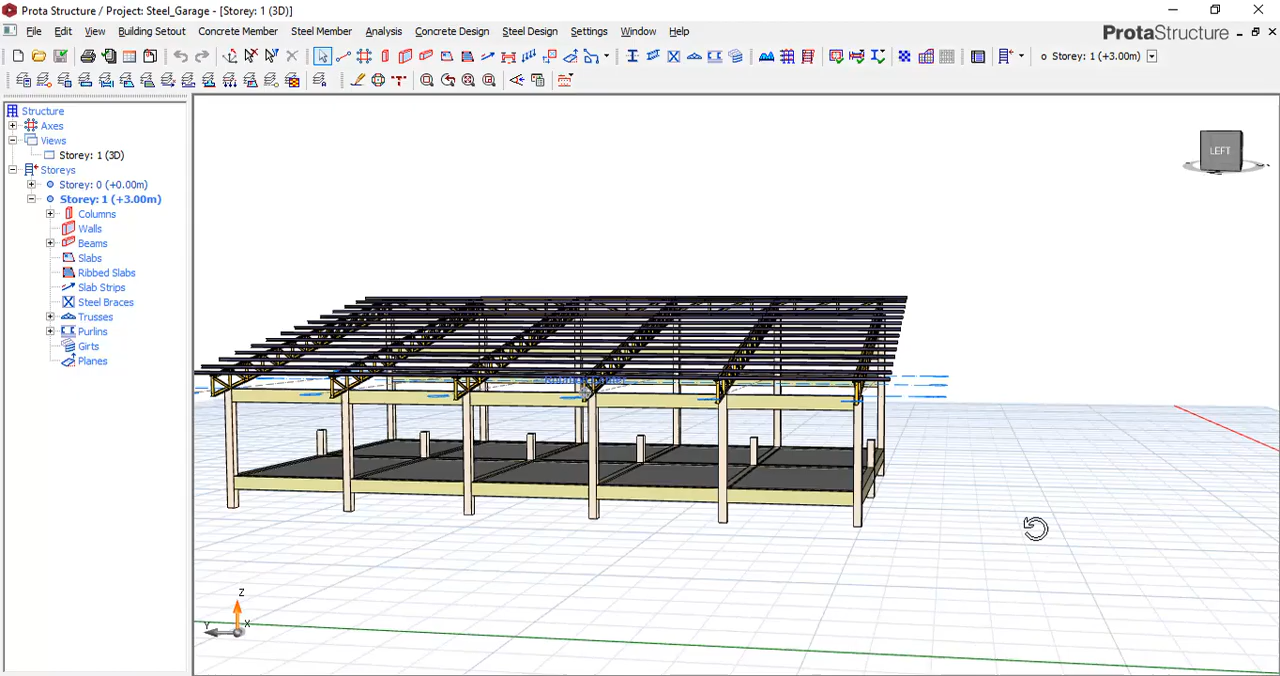 Prota Structure / Project: Steel_Garage - [Storey: 1 (3D)]
File Edit View Building Setout Concrete Member Steel Member Analysis Concrete Design Steel Design Settings Window Help
ProtaStructure
Storey: 1 (+3.00m)
Structure
Axes
Views
Storey: 1 (3D)
Storeys
Storey: 0 (+0.00m)
Storey: 1 (+3.00m)
Columns
Walls
Beams
Slabs
Ribbed Slabs
Slab Strips
Steel Braces
Trusses
Purlins
Girts
Planes
LEFT
Z
Y
X